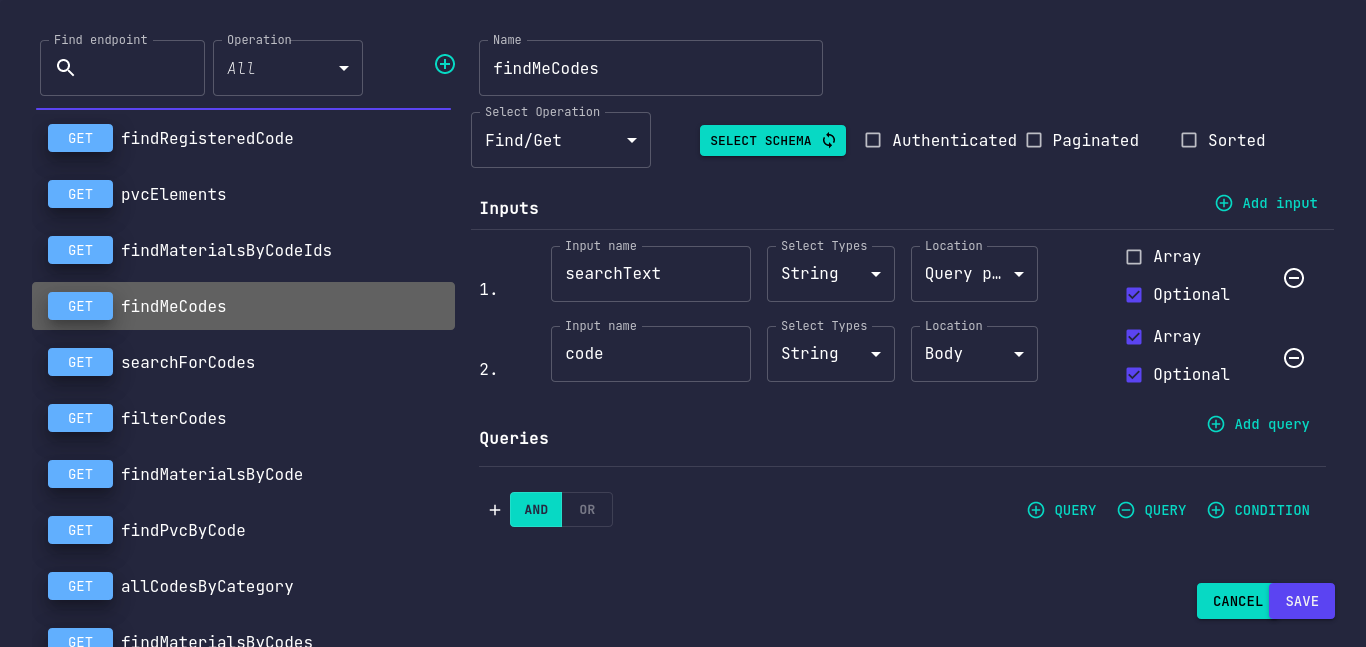 Find endpoint
Operation
All
GET findRegisteredCode
GET pvcElements
GET findMaterialsByCodeIds
GET findMeCodes
GET searchForCodes
GET filterCodes
GET findMaterialsByCode
GET findPvcByCode
GET allCodesByCategory
GET findMaterialsByCodes
Name
findMeCodes
Select Operation
Find/Get
SELECT SCHEMA
Authenticated
Paginated
Sorted
Inputs
Add input
1.
Input name
searchText
Select Types
String
Location
Query p…
Array
Optional
2.
Input name
code
Select Types
String
Location
Body
Array
Optional
Queries
Add query
+ AND OR
QUERY
QUERY
CONDITION
CANCEL
SAVE